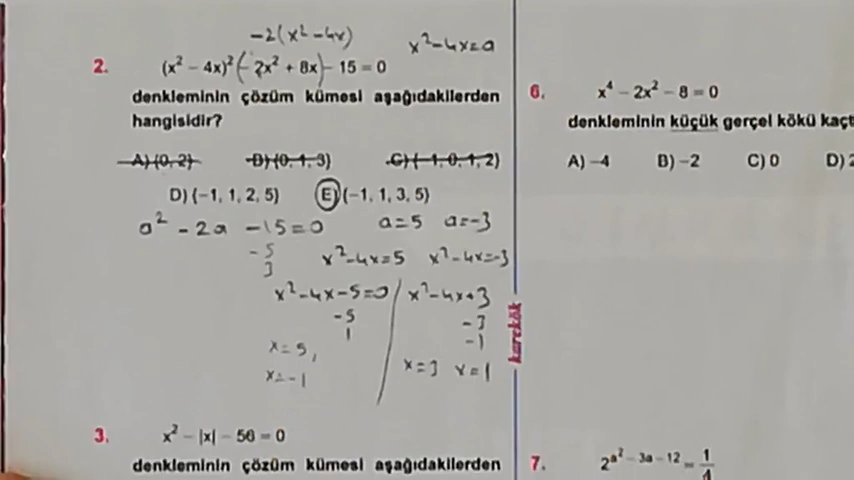 -2(x² - 4x)
x² - 4x = a
2. (x² - 4x)² (- 2x² + 8x) - 15 = 0
denkleminin çözüm kümesi aşağıdakilerden
hangisidir?
A) {0, 2} B) {0, 1, 3} C) {-1, 0, 1, 2}
D) {-1, 1, 2, 5} E) {-1, 1, 3, 5}
a² - 2a - 15 = 0 a = 5 a = -3
-5
3
x² - 4x = 5 x² - 4x = -3
x² - 4x - 5 = 0 x² - 4x + 3
-5 -3
1 -1
x = 5,
x = -1
x = 3 x = 1
3. x² - |x| - 56 = 0
denkleminin çözüm kümesi aşağıdakilerden
karekök
6. x⁴ - 2x² - 8 = 0
denkleminin küçük gerçel kökü
A) -4 B) -2 C) 0 D)
7. 2^(a² - 3a - 12) = 1/4